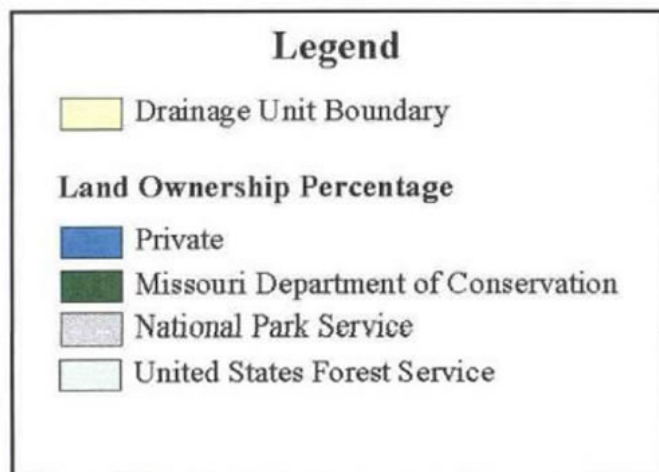 Legend
Drainage Unit Boundary
Land Ownership Percentage
Private
Missouri Department of Conservation
National Park Service
United States Forest Service